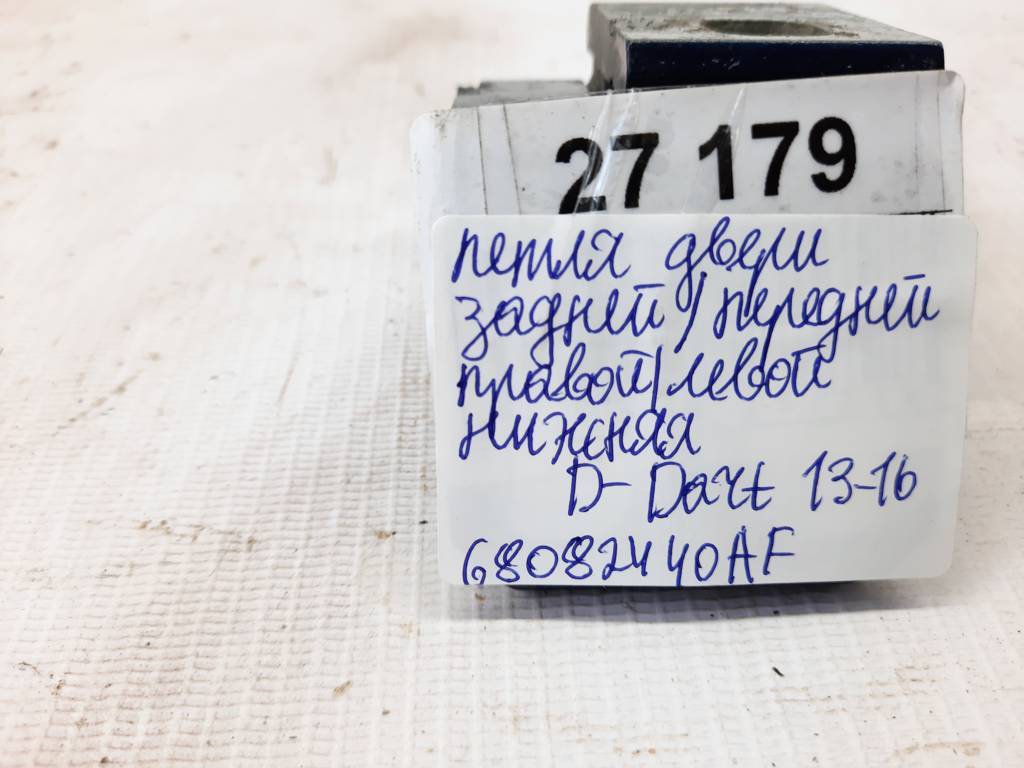 27 179
петля двери
задней/передней
правой/левой
нижняя
D- Dart 13-16
68082440AF